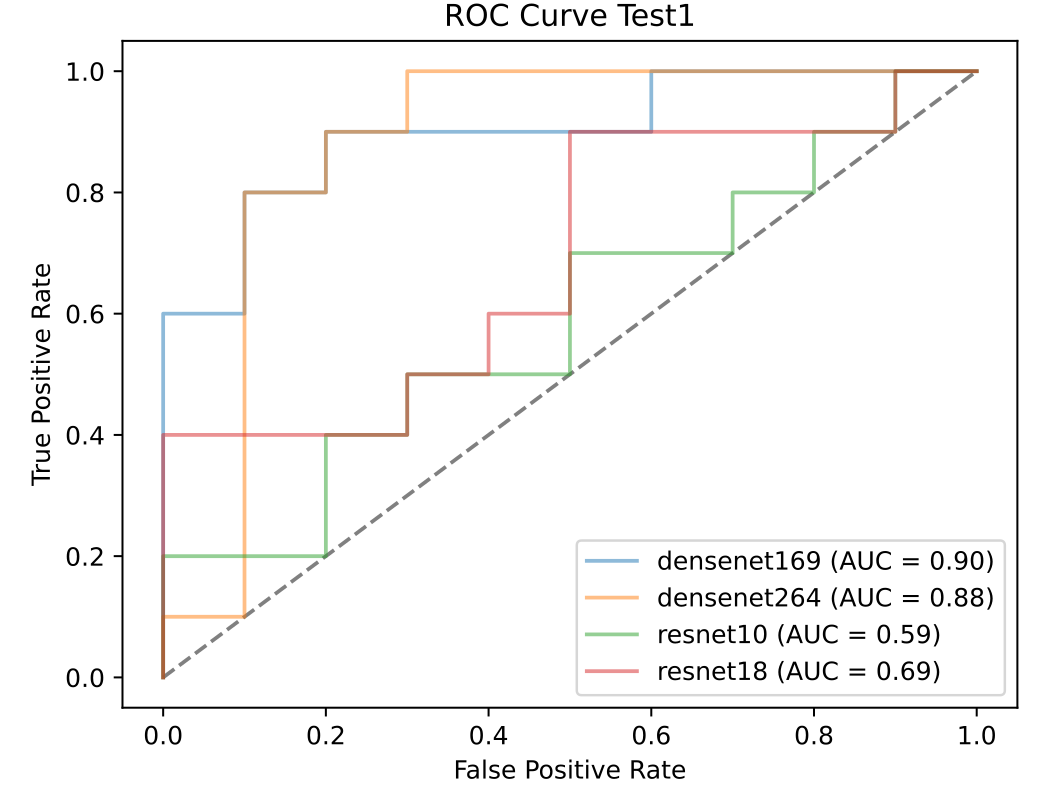 ROC Curve Test1
True Positive Rate
1.0
0.8
0.6
0.4
0.2
0.0
densenet169 (AUC = 0.90)
densenet264 (AUC = 0.88)
resnet10 (AUC = 0.59)
resnet18 (AUC = 0.69)
0.0 0.2 0.4 0.6 0.8 1.0
False Positive Rate